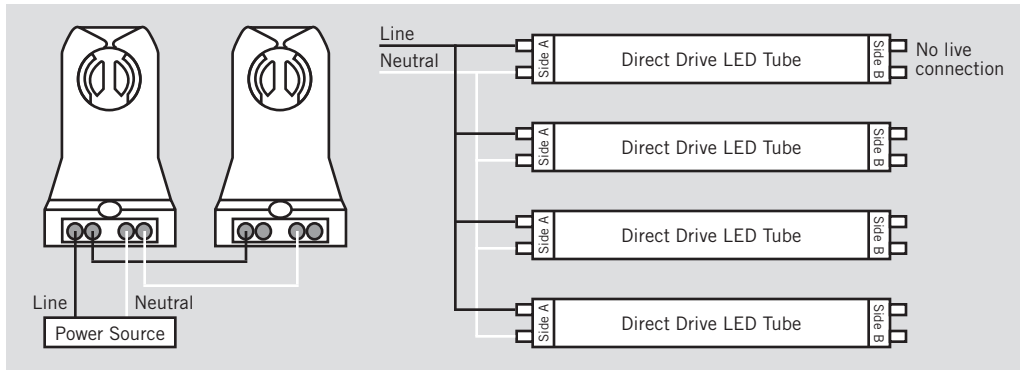 Line
Neutral
Power Source
Line
Neutral
Side A
Direct Drive LED Tube
Side B
No live
connection
Side A
Direct Drive LED Tube
Side B
Side A
Direct Drive LED Tube
Side B
Side A
Direct Drive LED Tube
Side B